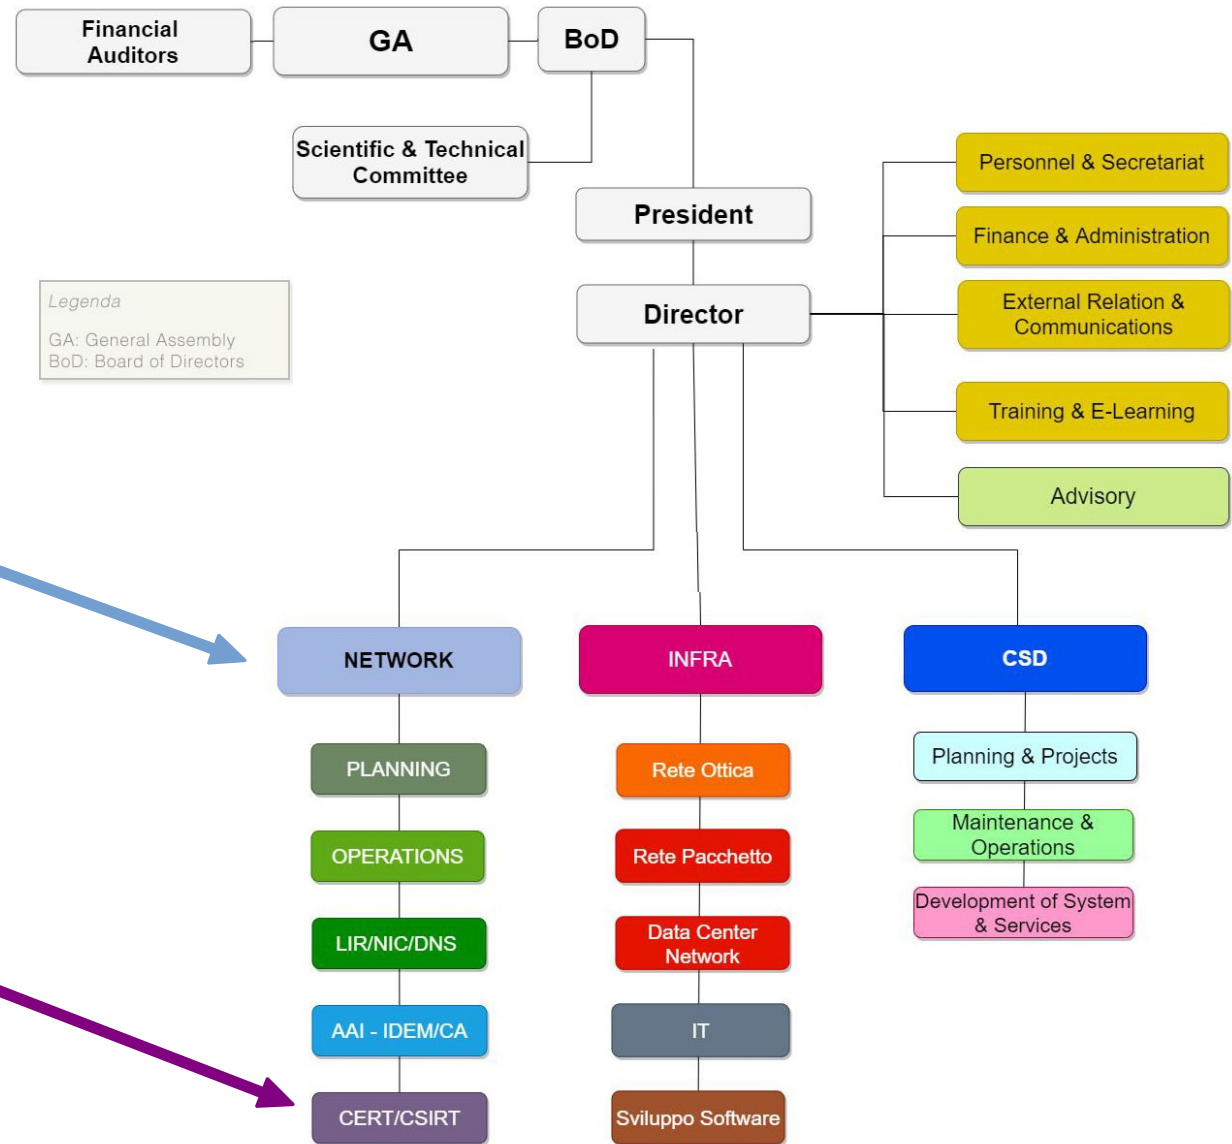 Financial
Auditors
GA
BoD
Scientific & Technical
Committee
President
Director
Personnel & Secretariat
Finance & Administration
External Relation &
Communications
Training & E-Learning
Advisory
Legenda
GA: General Assembly
BoD: Board of Directors
NETWORK
PLANNING
OPERATIONS
LIR/NIC/DNS
AAI - IDEM/CA
CERT/CSIRT
INFRA
Rete Ottica
Rete Pacchetto
Data Center
Network
IT
Sviluppo Software
CSD
Planning & Projects
Maintenance &
Operations
Development of System
& Services